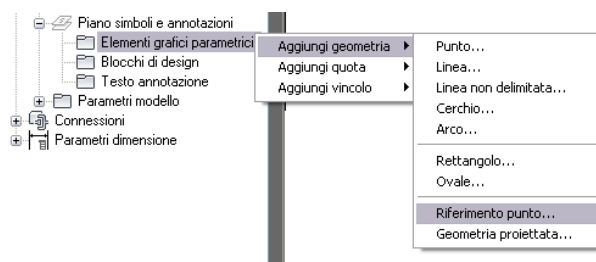 Piano simboli e annotazioni
Elementi grafici parametrici
Blocchi di design
Testo annotazione
Parametri modello
Connessioni
Parametri dimensione
Aggiungi geometria
Aggiungi quota
Aggiungi vincolo
Punto...
Linea...
Linea non delimitata...
Cerchio...
Arco...
Rettangolo...
Ovale...
Riferimento punto...
Geometria proiettata...